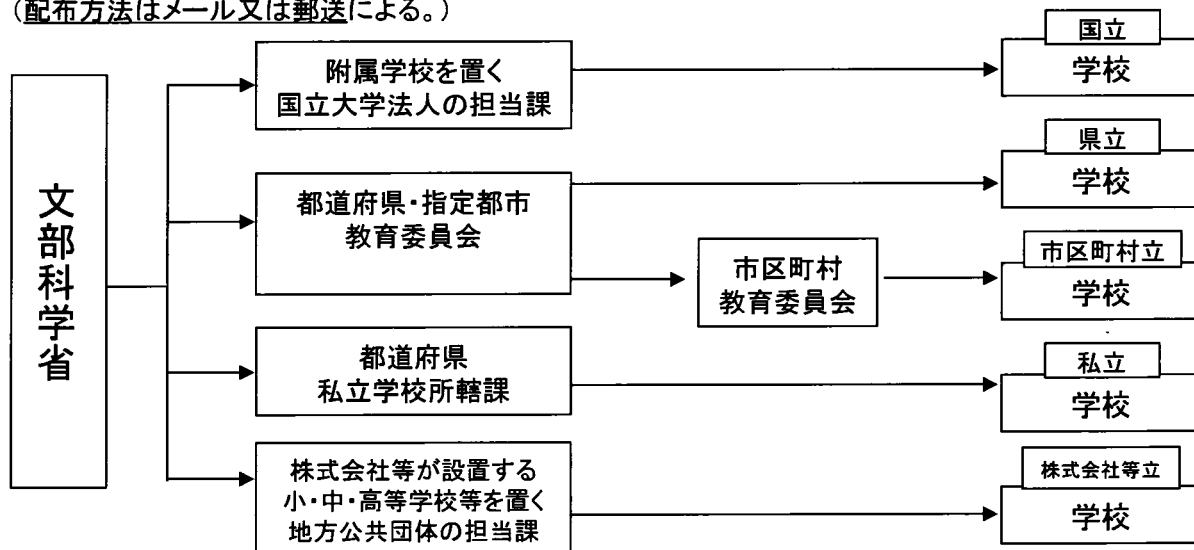 (配布方法はメール又は郵送による。)
文部科学省
附属学校を置く
国立大学法人の担当課
国立
学校
都道府県・指定都市
教育委員会
県立
学校
市区町村
教育委員会
市区町村立
学校
都道府県
私立学校所轄課
私立
学校
株式会社等が設置する
小・中・高等学校等を置く
地方公共団体の担当課
株式会社等立
学校